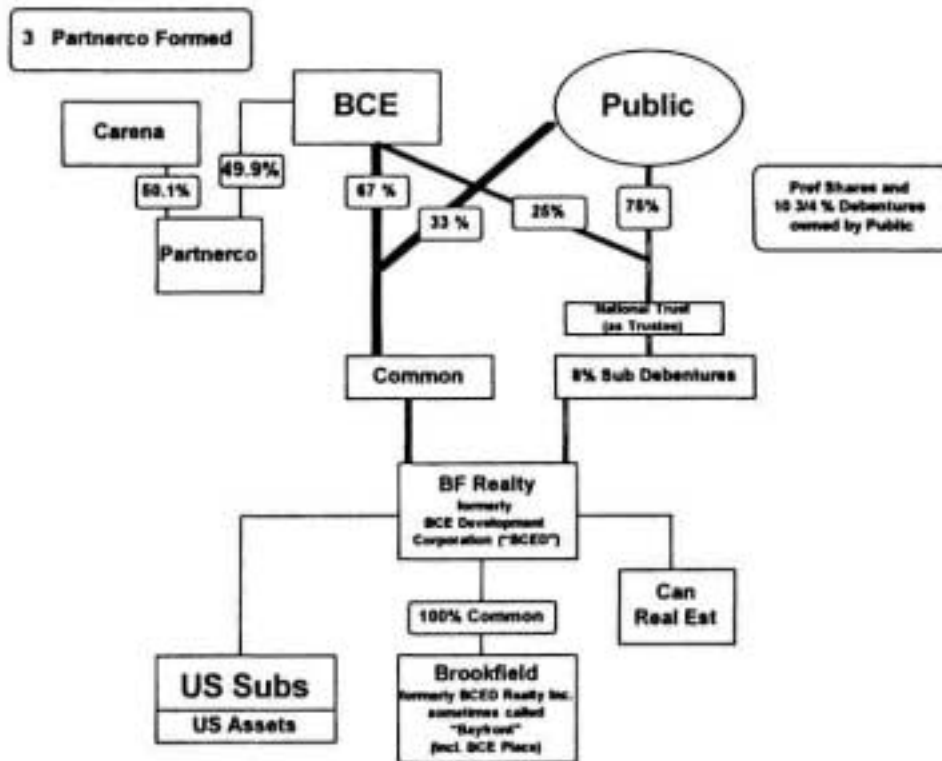 3 Partnerco Formed
BCE
Public
Carena
49.9%
50.1%
67 %
33 %
25%
75%
Pref Shares and
10 3/4 % Debentures
owned by Public
Partnerco
National Trust
(as Trustee)
Common
8% Sub Debentures
BF Realty
formerly
BCE Development
Corporation ("BCED")
100% Common
Can
Real Est
US Subs
US Assets
Brookfield
formerly BCED Realty Inc.
sometimes called
"Bayfront"
(incl. BCE Place)